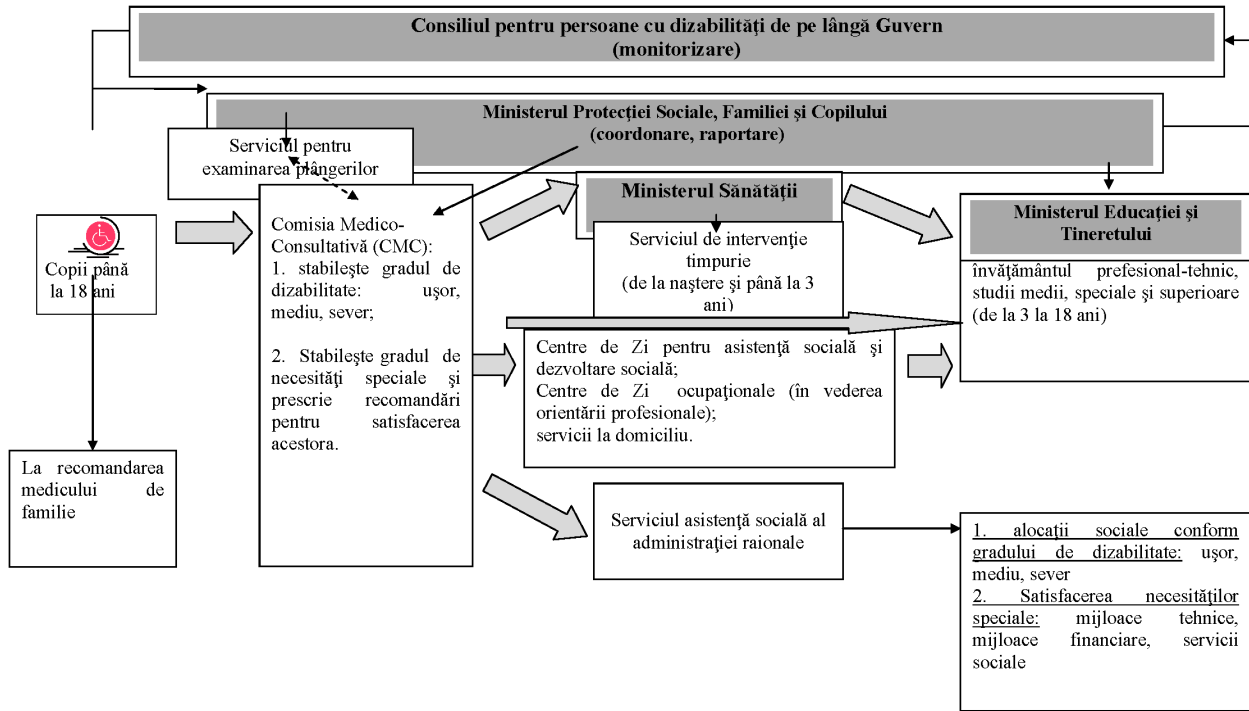 Consiliul pentru persoane cu dizabilităţi de pe lângă Guvern
(monitorizare)
Ministerul Protecţiei Sociale, Familiei şi Copilului
(coordonare, raportare)
Serviciul pentru
examinarea plângerilor
Copii până
la 18 ani
La recomandarea
medicului de
familie
Comisia Medico-
Consultativă (CMC):
1. stabileşte gradul de
dizabilitate: uşor,
mediu, sever;
2. Stabileşte gradul de
necesităţi speciale şi
prescrie recomandări
pentru satisfacerea
acestora.
Ministerul Sănătăţii
Serviciul de intervenţie
timpurie
(de la naştere şi până la 3
ani)
Centre de Zi pentru asistenţă socială şi
dezvoltare socială;
Centre de Zi ocupaţionale (în vederea
orientării profesionale);
servicii la domiciliu.
Serviciul asistenţă socială al
administraţiei raionale
Ministerul Educaţiei şi
Tineretului
învăţământul prefesional-tehnic,
studii medii, speciale şi superioare
(de la 3 la 18 ani)
1. alocaţii sociale conform
gradului de dizabilitate: uşor,
mediu, sever
2. Satisfacerea necesităţilor
speciale: mijloace tehnice,
mijloace financiare, servicii
sociale